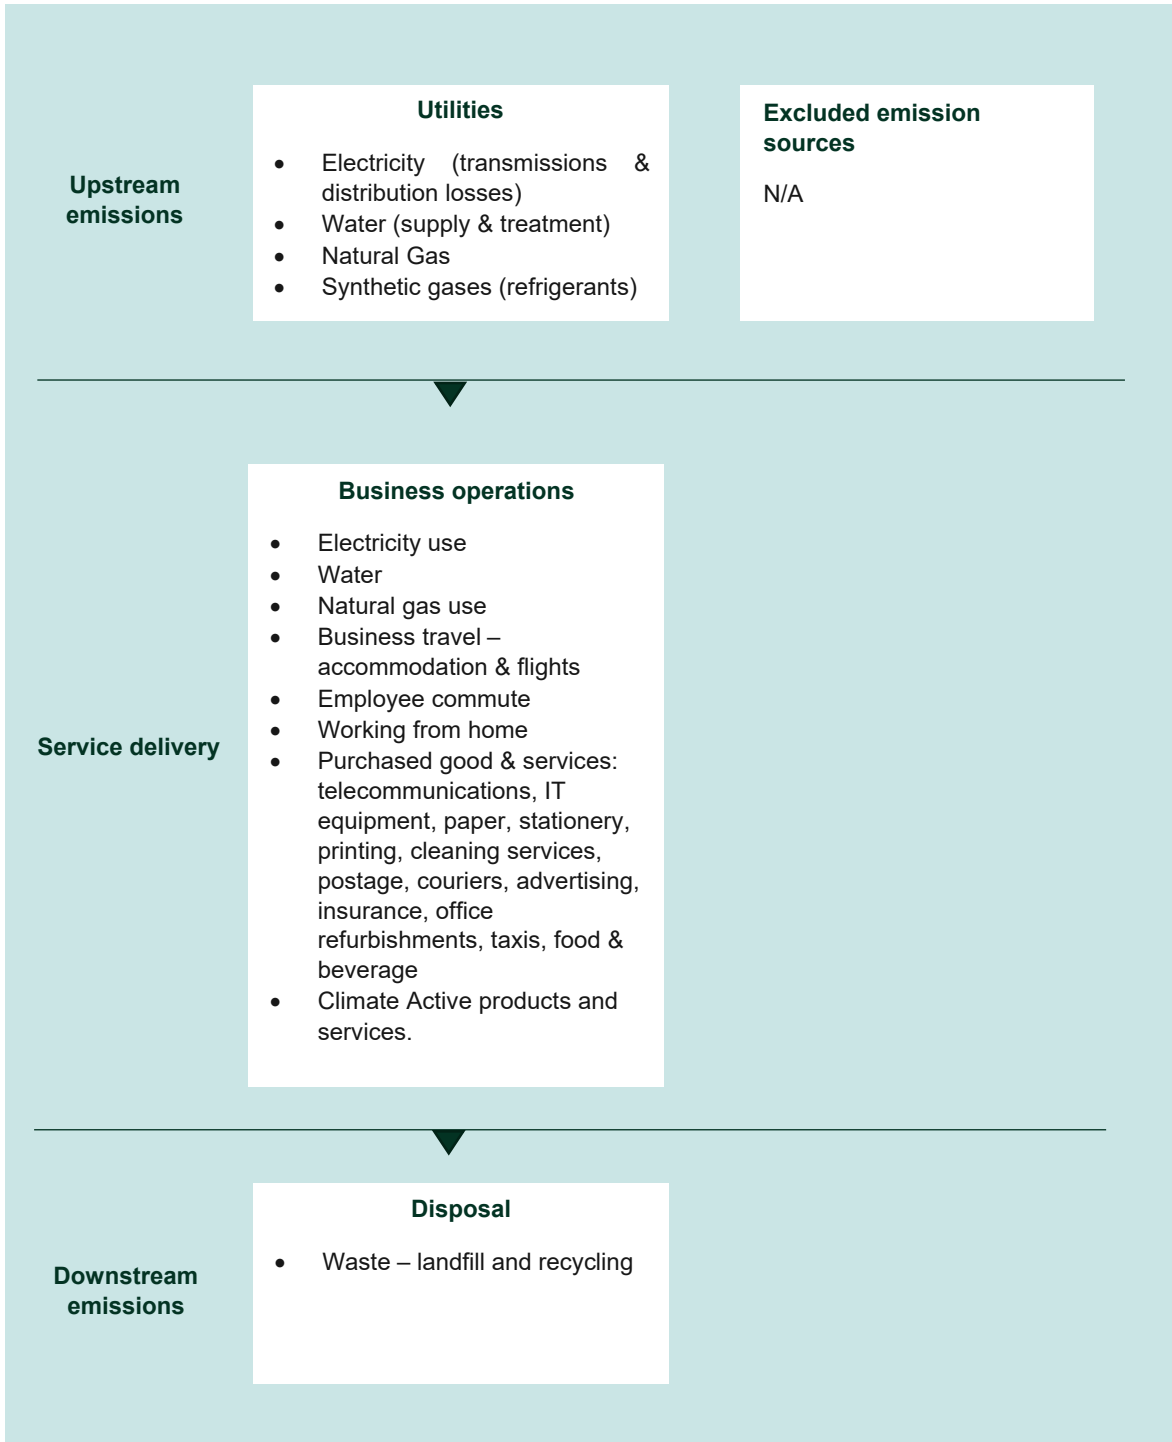 Upstream
emissions
Utilities
• Electricity (transmissions &
distribution losses)
• Water (supply & treatment)
• Natural Gas
• Synthetic gases (refrigerants)
Excluded emission
sources
N/A
Service delivery
Business operations
• Electricity use
• Water
• Natural gas use
• Business travel –
accommodation & flights
• Employee commute
• Working from home
• Purchased good & services:
telecommunications, IT
equipment, paper, stationery,
printing, cleaning services,
postage, couriers, advertising,
insurance, office
refurbishments, taxis, food &
beverage
• Climate Active products and
services.
Downstream
emissions
Disposal
• Waste – landfill and recycling